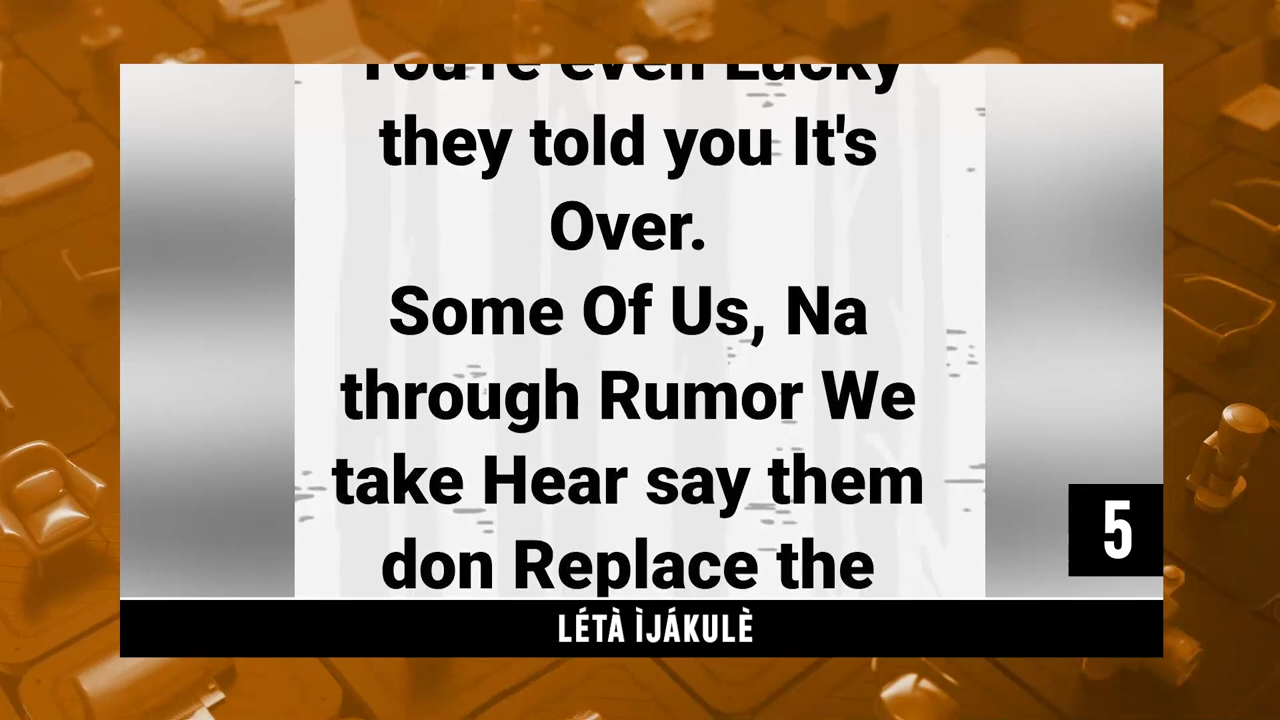 You're even Lucky
they told you It's
Over.
Some Of Us, Na
through Rumor We
take Hear say them
don Replace the
5
LÉTÀ ÌJÁKULÈ